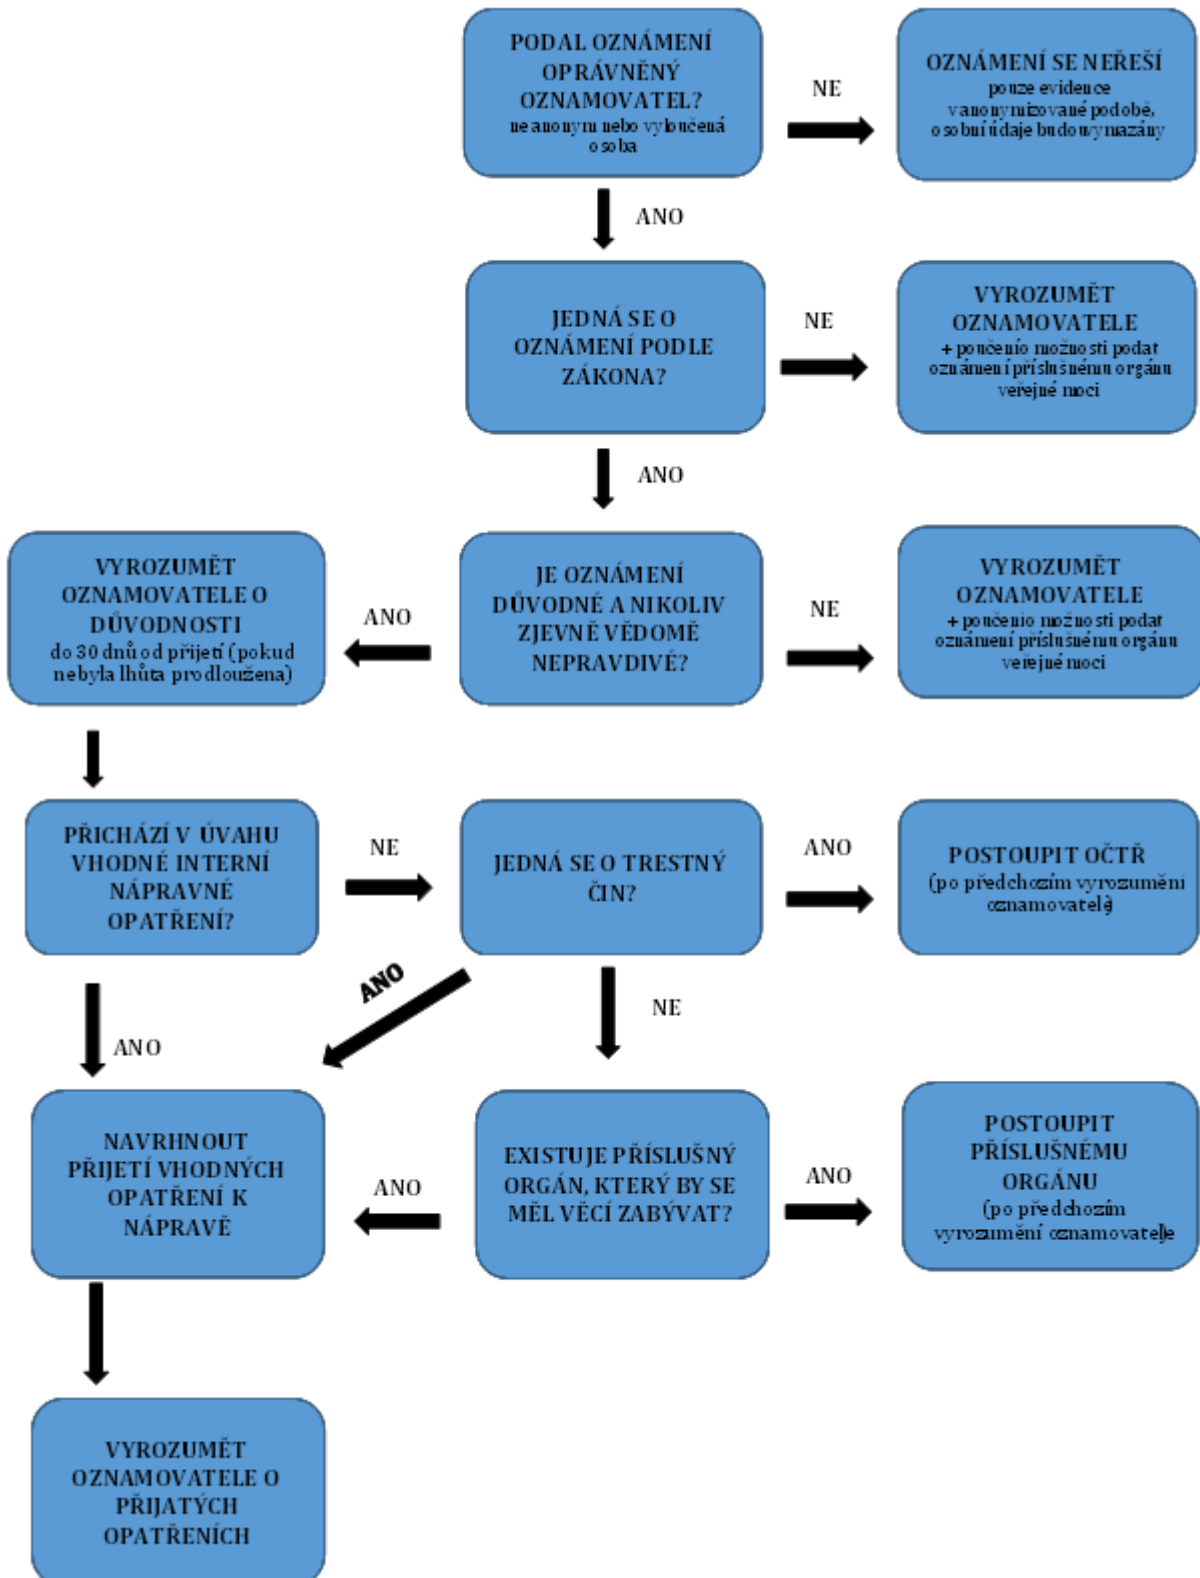 PODAL OZNÁMENÍ
OPRÁVNĚNÝ
OZNAMOVATEL?
ne anonym nebo vyloučená
osoba
NE
OZNÁMENÍ SE NEŘEŠÍ
pouze evidence
v anonymizované podobě,
osobní údaje budou vymazány
ANO
JEDNÁ SE O
OZNÁMENÍ PODLE
ZÁKONA?
NE
VYROZUMĚT
OZNAMOVATELE
+ poučení o možnosti podat
oznámení příslušnému orgánu
veřejné moci
ANO
VYROZUMĚT
OZNAMOVATELE O
DŮVODNOSTI
do 30 dnů od přijetí (pokud
nebyla lhůta prodloužena)
ANO
JE OZNÁMENÍ
DŮVODNÉ A NIKOLIV
ZJEVNĚ VĚDOMĚ
NEPRAVDIVÉ?
NE
VYROZUMĚT
OZNAMOVATELE
+ poučení o možnosti podat
oznámení příslušnému orgánu
veřejné moci
PŘICHÁZÍ V ÚVAHU
VHODNÉ INTERNÍ
NÁPRAVNÉ
OPATŘENÍ?
NE
JEDNÁ SE O TRESTNÝ
ČIN?
ANO
POSTOUPIT OČTŘ
(po předchozím vyrozumění
oznamovatele)
ANO
ANO
NE
NAVRHNOUT
PŘIJETÍ VHODNÝCH
OPATŘENÍ K
NÁPRAVĚ
ANO
EXISTUJE PŘÍSLUŠNÝ
ORGÁN, KTERÝ BY SE
MĚL VĚCÍ ZABÝVAT?
ANO
POSTOUPIT
PŘÍSLUŠNÉMU
ORGÁNU
(po předchozím
vyrozumění oznamovatele)
VYROZUMĚT
OZNAMOVATELE O
PŘIJATÝCH
OPATŘENÍCH